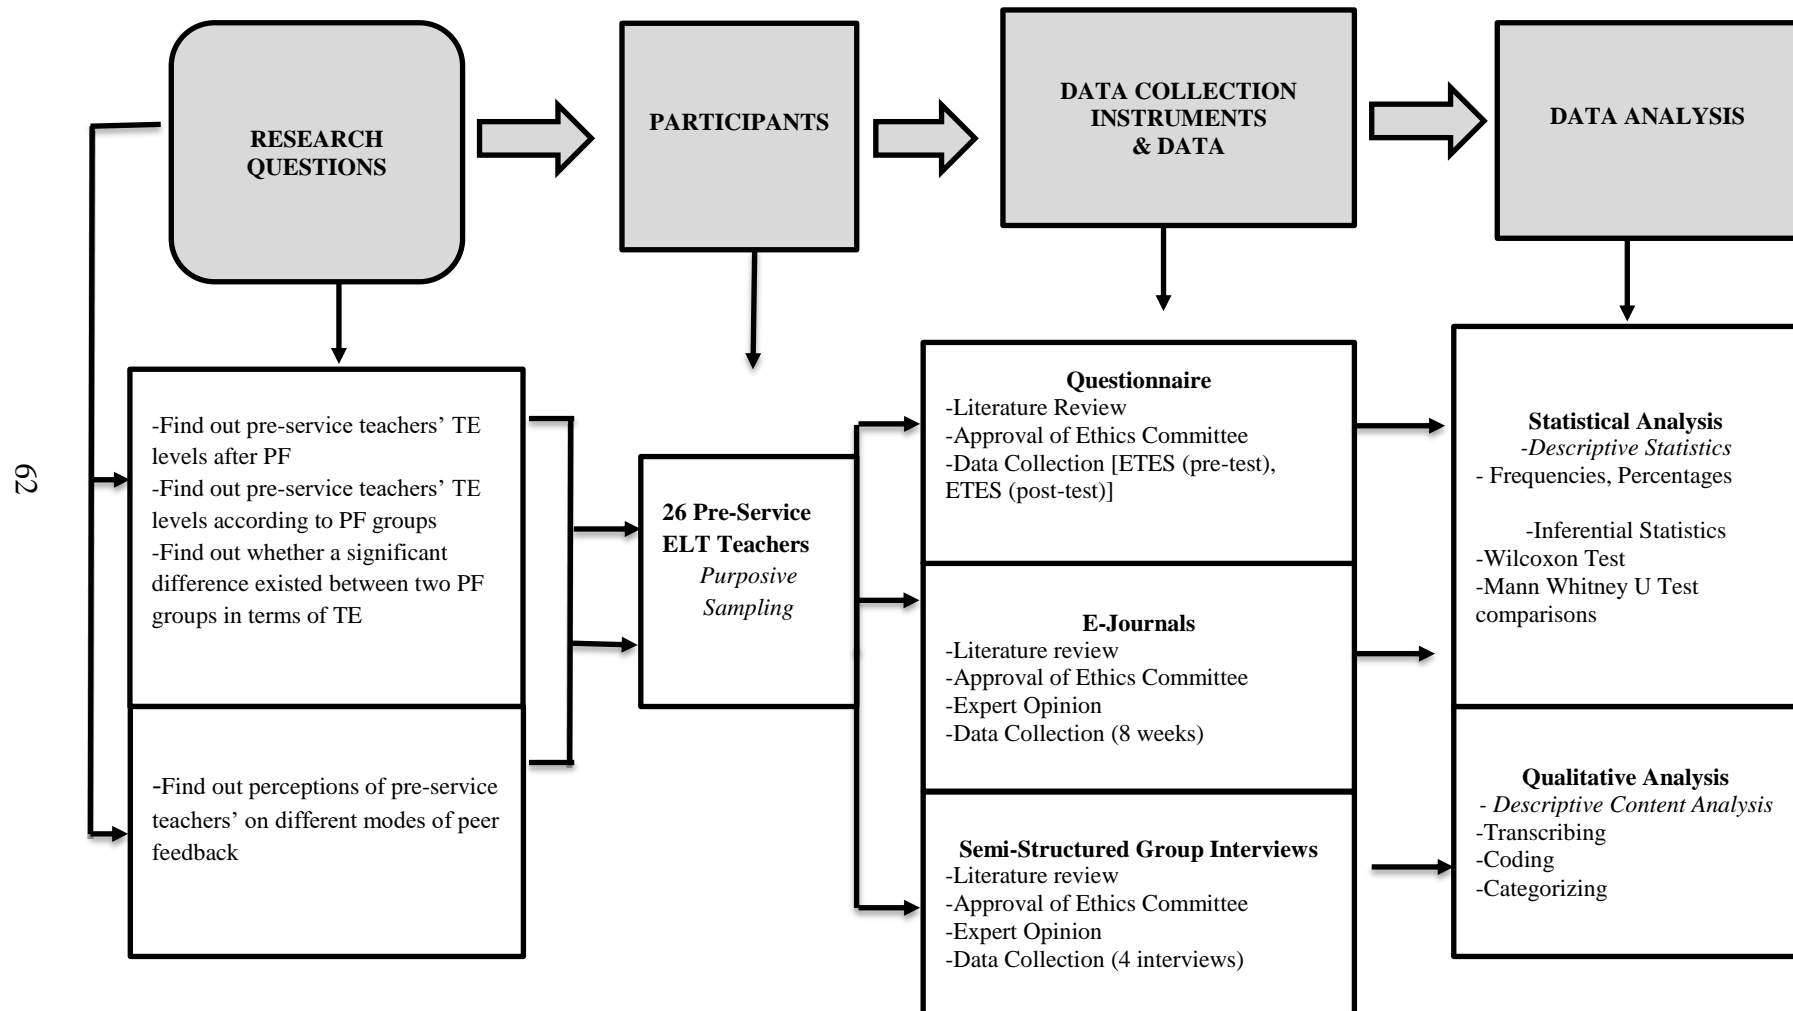 RESEARCH
QUESTIONS
PARTICIPANTS
DATA COLLECTION
INSTRUMENTS
& DATA
DATA ANALYSIS
-Find out pre-service teachers’ TE
levels after PF
-Find out pre-service teachers’ TE
levels according to PF groups
-Find out whether a significant
difference existed between two PF
groups in terms of TE
-Find out perceptions of pre-service
teachers’ on different modes of peer
feedback
26 Pre-Service
ELT Teachers
Purposive
Sampling
Questionnaire
-Literature Review
-Approval of Ethics Committee
-Data Collection [ETES (pre-test),
ETES (post-test)]
E-Journals
-Literature review
-Approval of Ethics Committee
-Expert Opinion
-Data Collection (8 weeks)
Semi-Structured Group Interviews
-Literature review
-Approval of Ethics Committee
-Expert Opinion
-Data Collection (4 interviews)
Statistical Analysis
-Descriptive Statistics
- Frequencies, Percentages
-Inferential Statistics
-Wilcoxon Test
-Mann Whitney U Test
comparisons
Qualitative Analysis
- Descriptive Content Analysis
-Transcribing
-Coding
-Categorizing
62